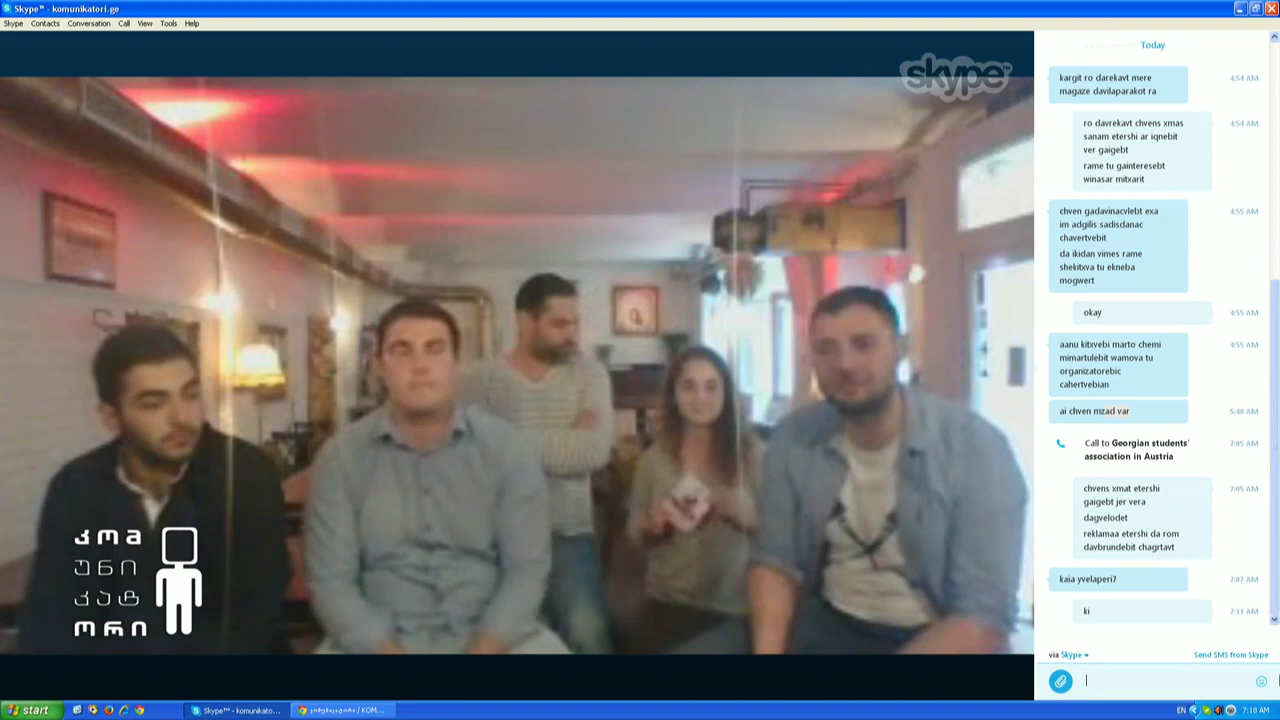 Skype™ - komunikatori.ge
Skype Contacts Conversation Call View Tools Help
skype™
კომ
უნი
კატ
ორი
Today
kargit ro darekavt mere
magaze davilaparakot ra
4:54 AM
ro davrekavt chvens xmas
sanam etershi ar iqnebit
ver gaigebt
rame tu gainteresebt
winasar mitxarit
4:54 AM
chven gadavinacvlebt exa
im adgilis sadisdanac
chavertvebit
da ikidan vimes rame
shekitxva tu ekneba
mogwert
4:55 AM
okay
4:55 AM
aanu kitxvebi marto chemi
mimartulebit wamova tu
organizatorebic
cahertvebian
4:55 AM
ai chven mzad var
5:40 AM
Call to Georgian students'
association in Austria
7:05 AM
chvens xmat etershi
gaigebt jer vera
dagvelodet
reklamaa etershi da rom
davbrundebit chagrtavt
7:05 AM
kaia yvelaperi7
7:07 AM
ki
7:11 AM
via Skype
Send SMS from Skype
start
Skype™ - komunikato...
კომუნიკატორი / KOM...
EN
7:18 AM